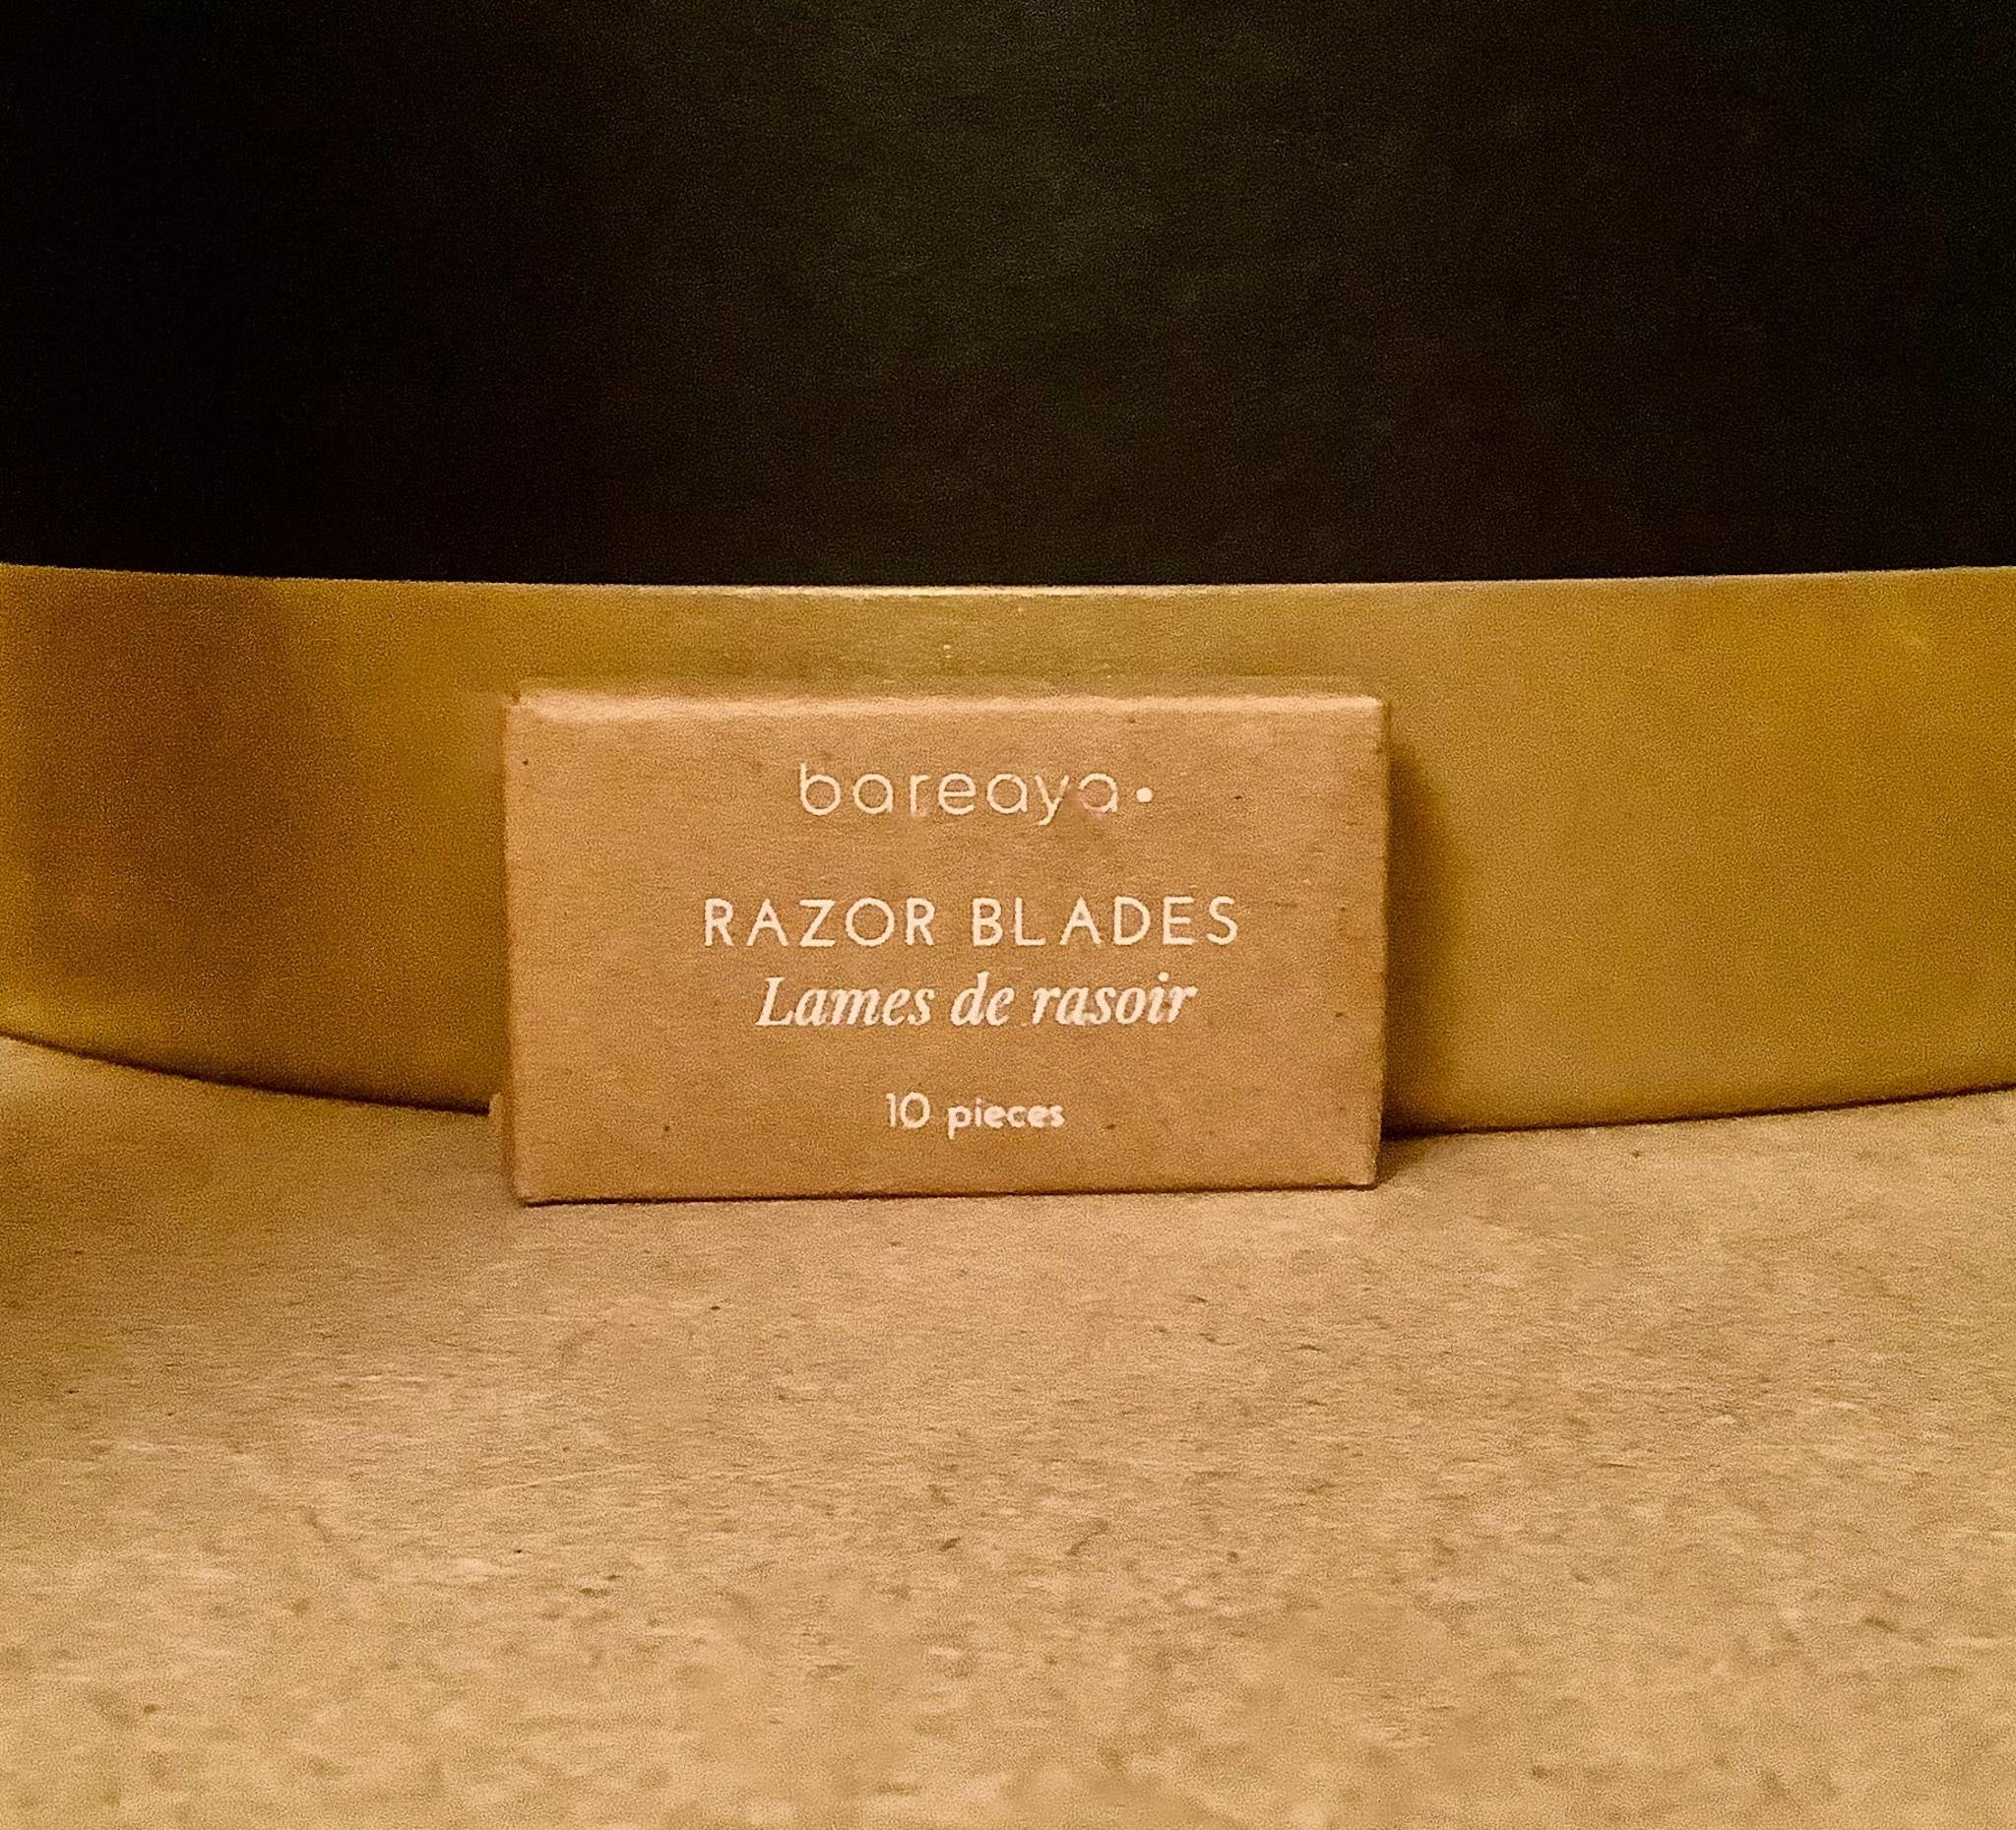 bareaya•
RAZOR BLADES
Lames de rasoir
10 pieces